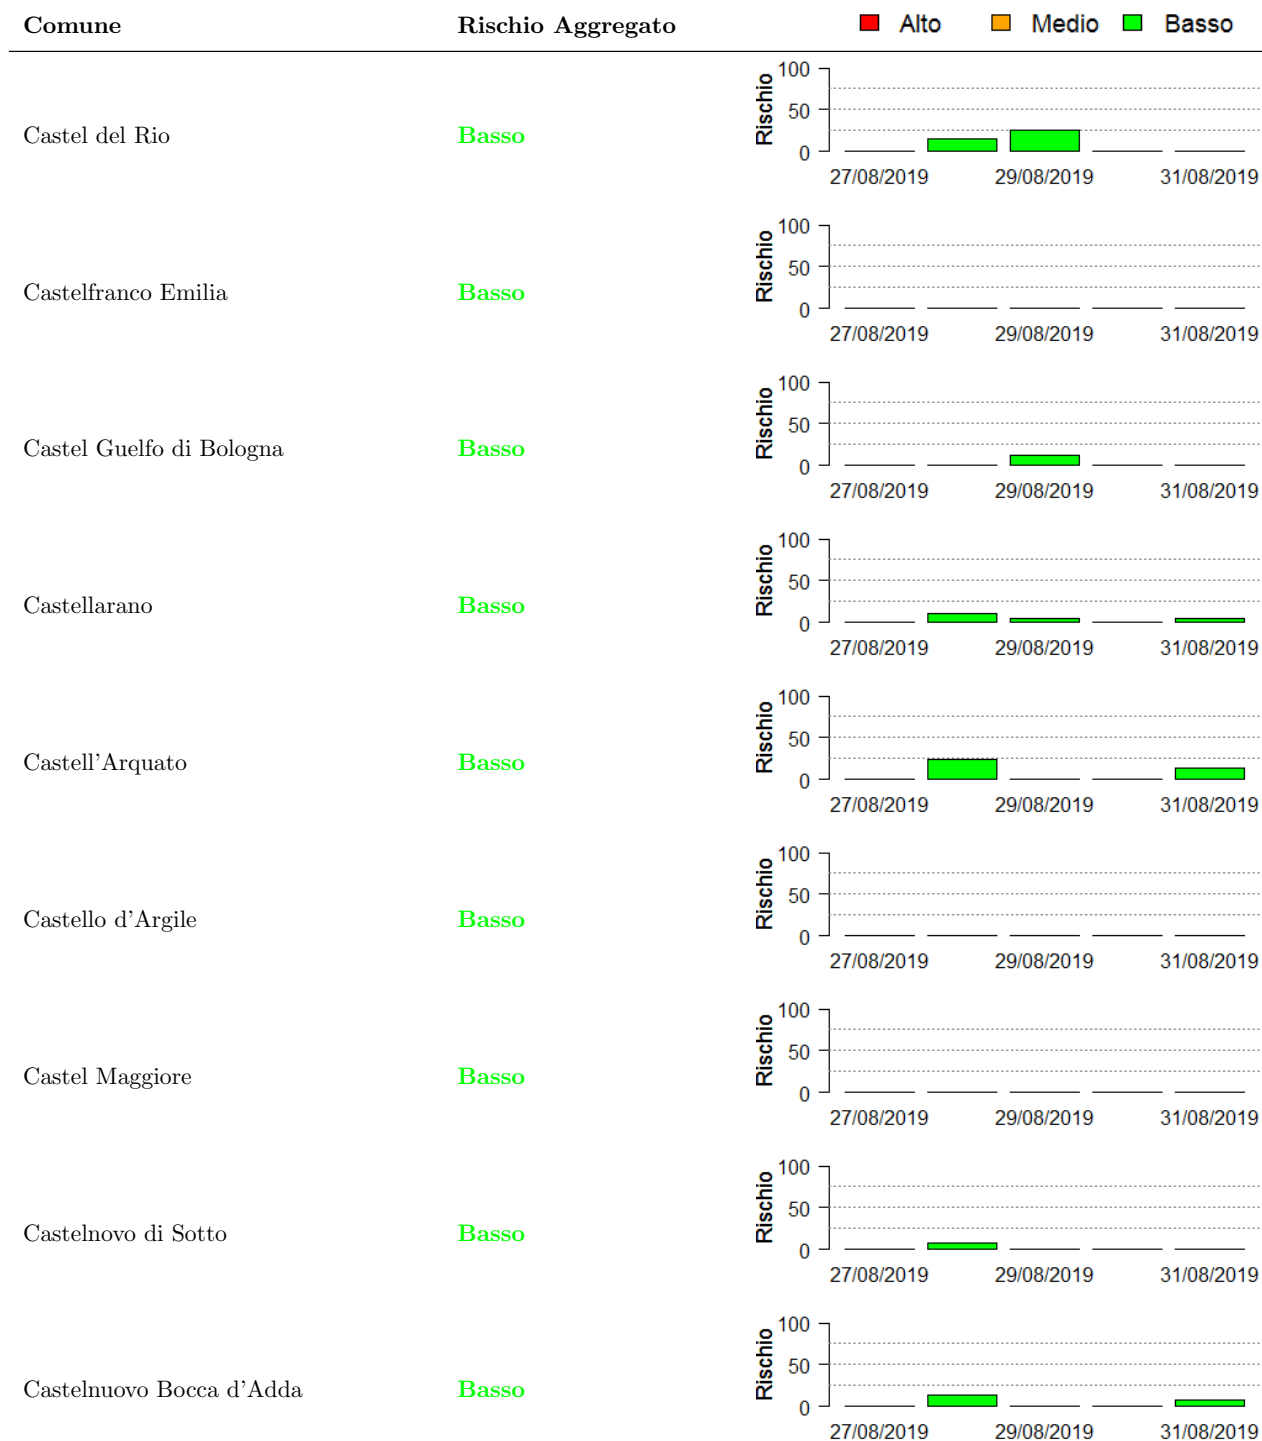 Comune Rischio Aggregato Alto Medio Basso
Castel del Rio Basso Rischio 100 50 0
27/08/2019 29/08/2019 31/08/2019
Castelfranco Emilia Basso Rischio 100 50 0
27/08/2019 29/08/2019 31/08/2019
Castel Guelfo di Bologna Basso Rischio 100 50 0
27/08/2019 29/08/2019 31/08/2019
Castellarano Basso Rischio 100 50 0
27/08/2019 29/08/2019 31/08/2019
Castell'Arquato Basso Rischio 100 50 0
27/08/2019 29/08/2019 31/08/2019
Castello d'Argile Basso Rischio 100 50 0
27/08/2019 29/08/2019 31/08/2019
Castel Maggiore Basso Rischio 100 50 0
27/08/2019 29/08/2019 31/08/2019
Castelnovo di Sotto Basso Rischio 100 50 0
27/08/2019 29/08/2019 31/08/2019
Castelnuovo Bocca d'Adda Basso Rischio 100 50 0
27/08/2019 29/08/2019 31/08/2019